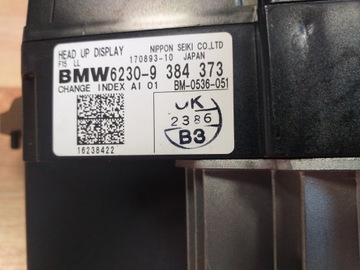 HEAD UP DISPLAY NIPPON SEIKI CO.,LTD
F15 LL 170893-10 JAPAN
BMW6230-9 384 373
CHANGE INDEX AI 01 BM-0536-051
UK
2386
B3
16238422